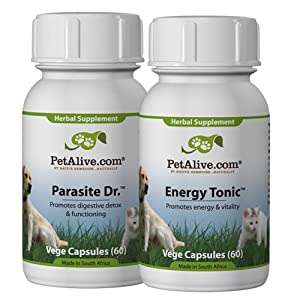 Herbal Supplement
PetAlive.com®
BY NATIVE REMEDIES... NATURALLY
Parasite Dr.™
Promotes digestive detox
& functioning
Vege Capsules (60)
Made in South Africa
Herbal Supplement
PetAlive.com®
BY NATIVE REMEDIES... NATURALLY
Energy Tonic™
Promotes energy & vitality
Vege Capsules (60)
Made in South Africa